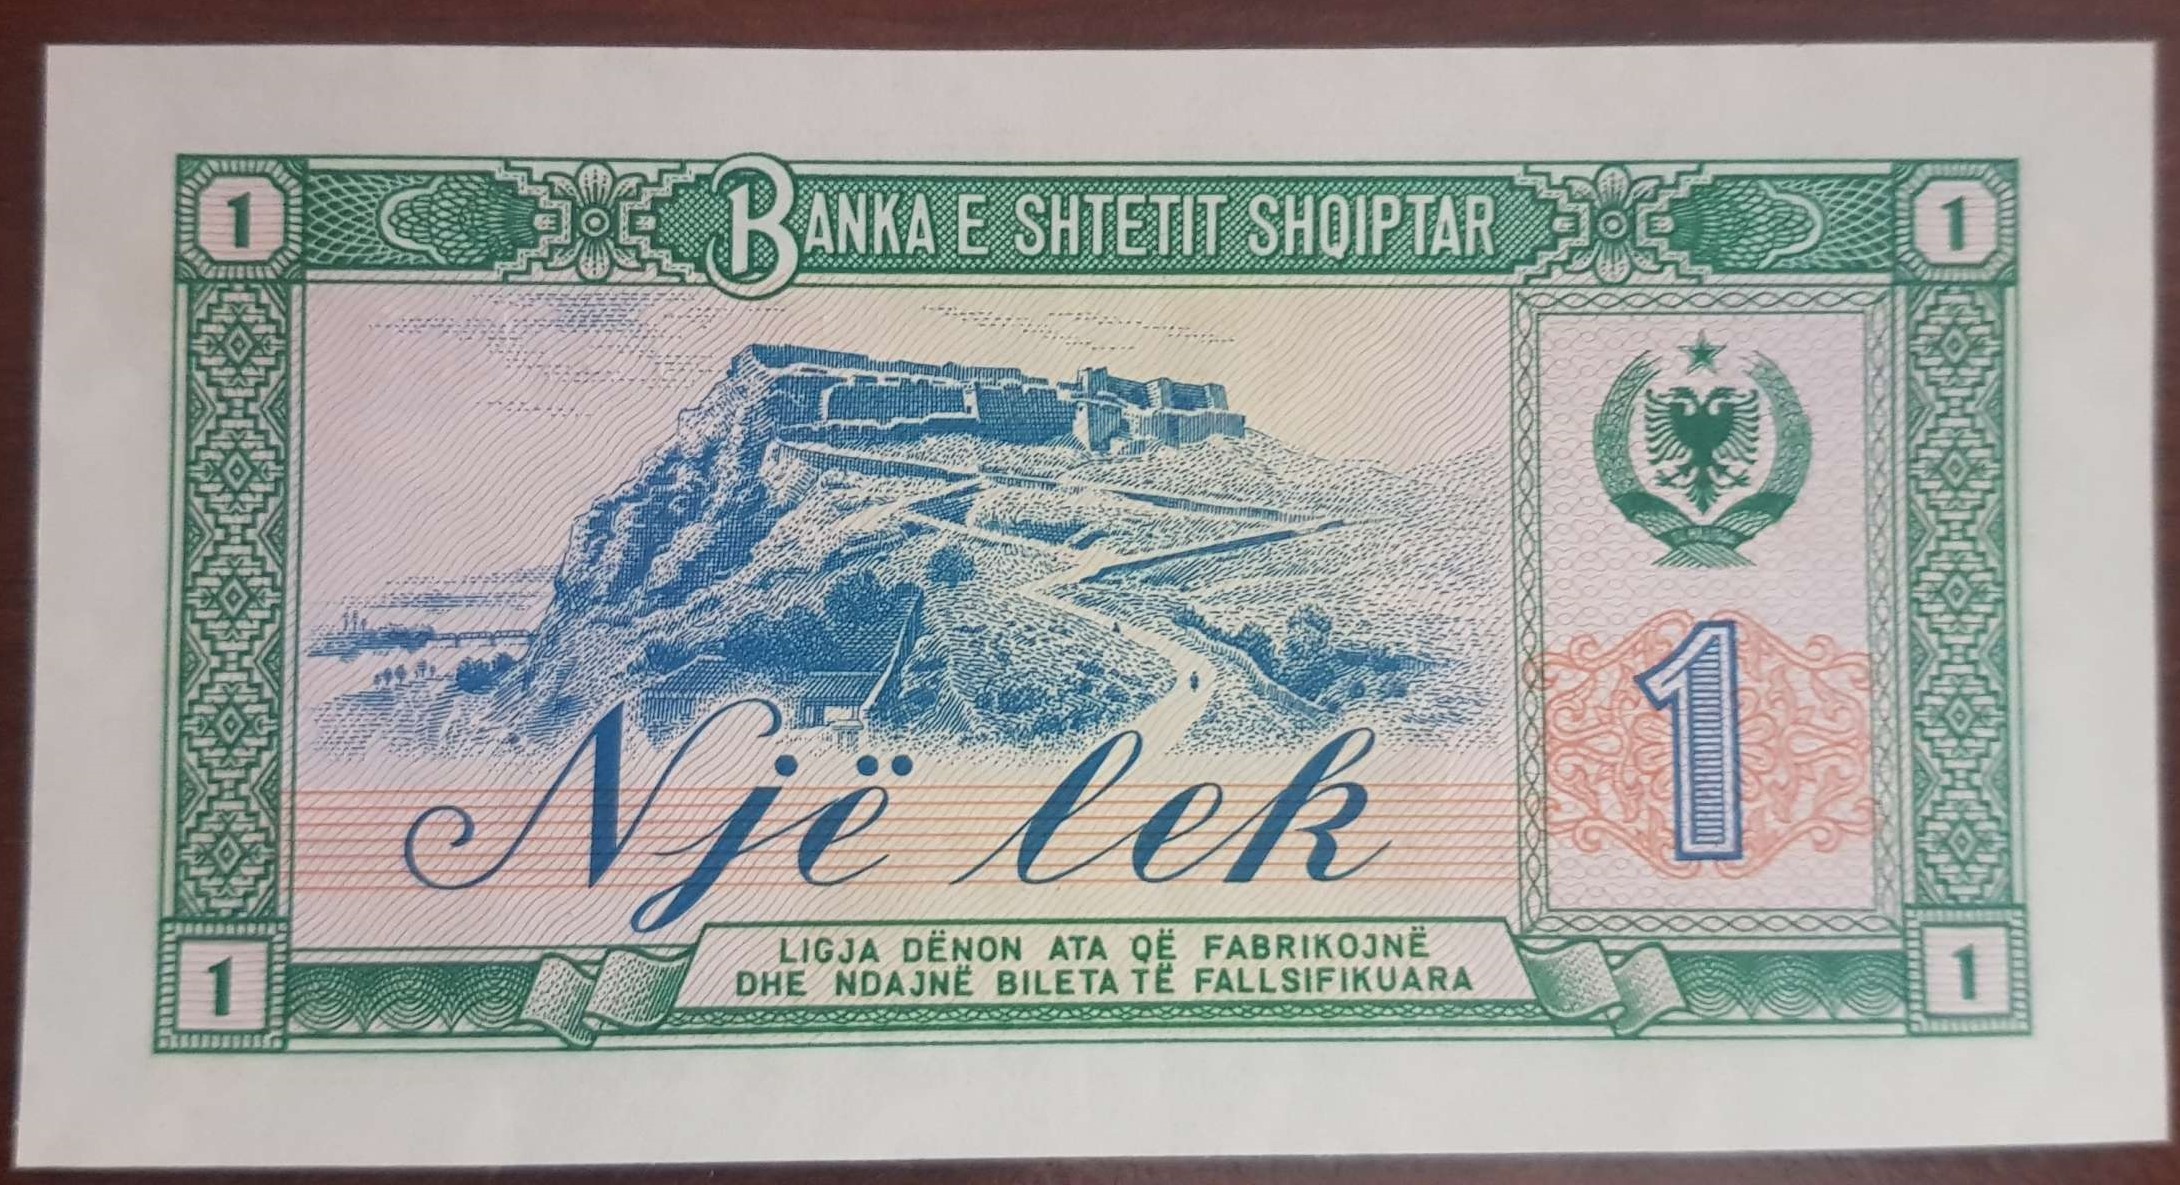 1 BANKA E SHTETIT SHQIPTAR 1
1
Një lek
LIGJA DËNON ATA QË FABRIKOJNË
DHE NDAJNË BILETA TË FALLSIFIKUARA
1 1